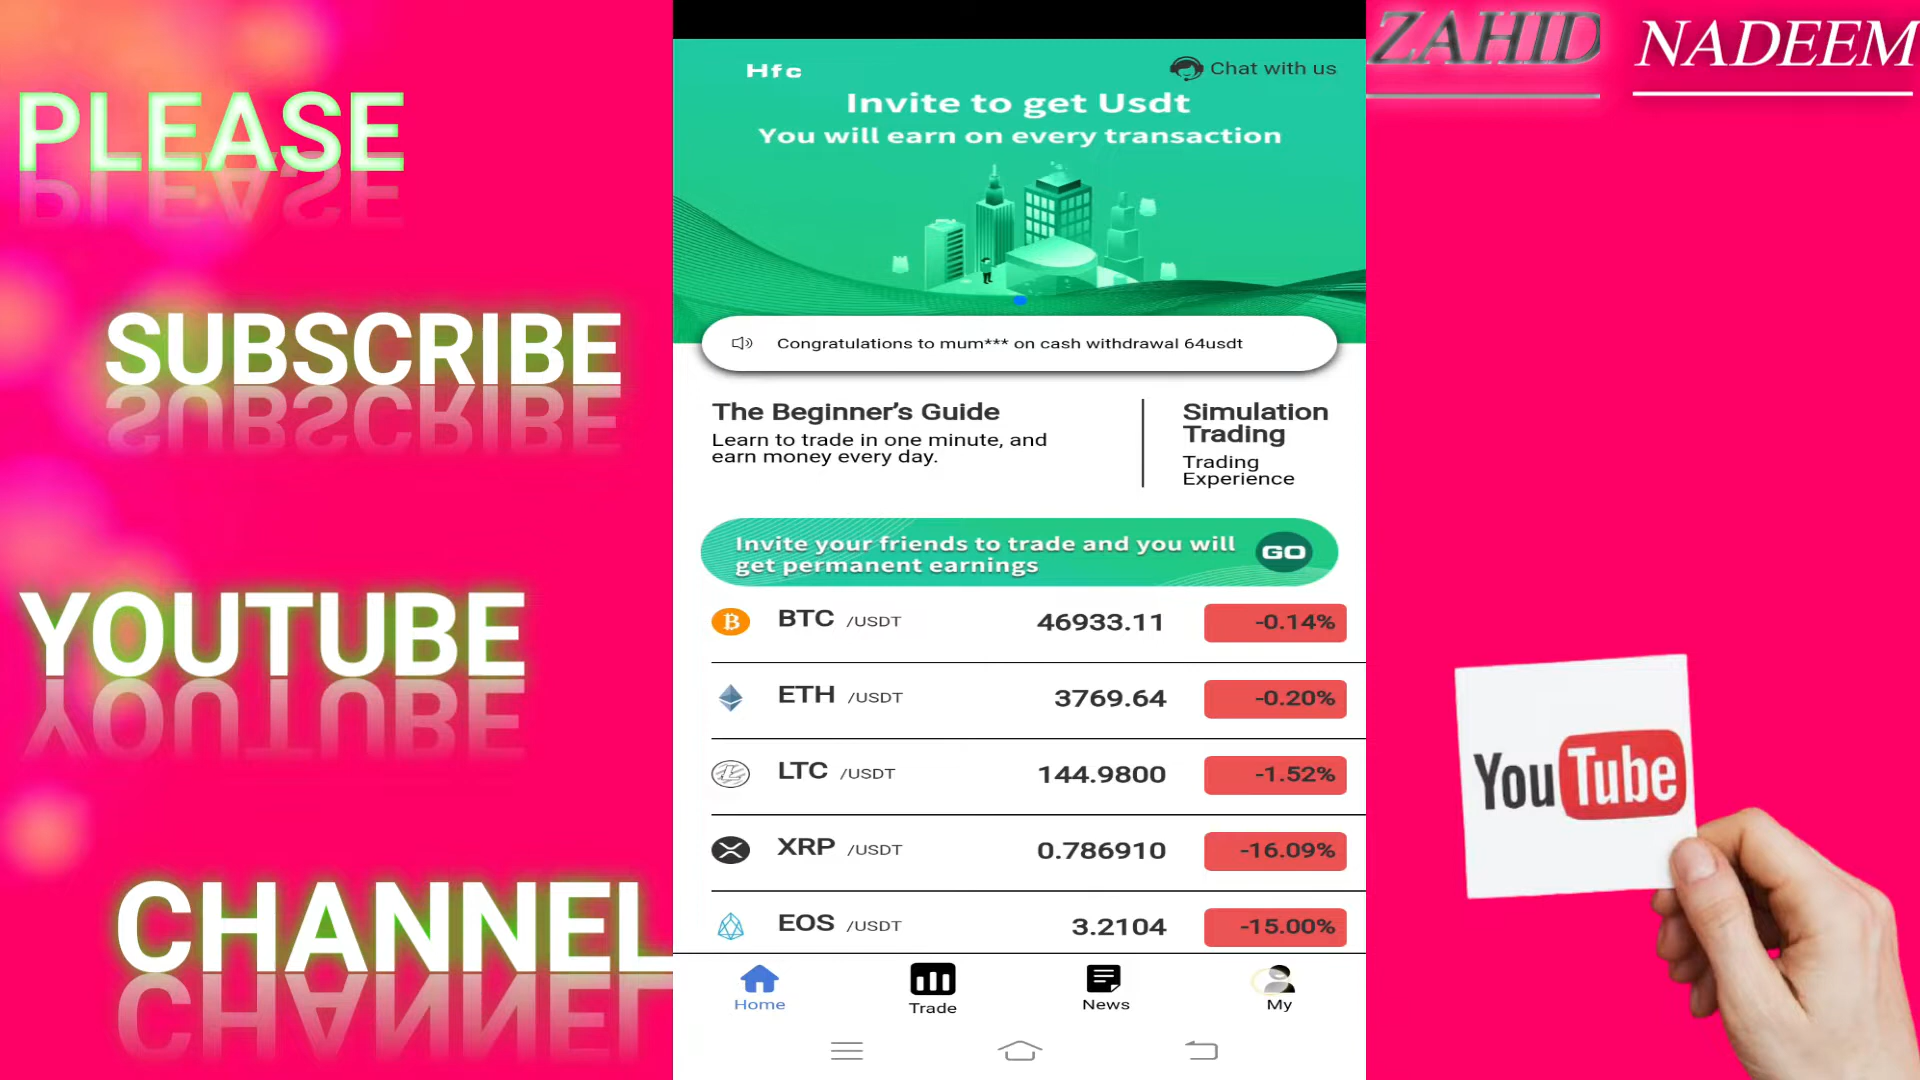 PLEASE
SUBSCRIBE
YOUTUBE
CHANNEL
Hfc
Chat with us
Invite to get Usdt
You will earn on every transaction
Congratulations to mum*** on cash withdrawal 64usdt
The Beginner's Guide
Learn to trade in one minute, and
earn money every day.
Simulation
Trading
Trading
Experience
Invite your friends to trade and you will
get permanent earnings
GO
BTC /USDT 46933.11 -0.14%
ETH /USDT 3769.64 -0.20%
LTC /USDT 144.9800 -1.52%
XRP /USDT 0.786910 -16.09%
EOS /USDT 3.2104 -15.00%
Home
Trade
News
My
ZAHID NADEEM
YouTube